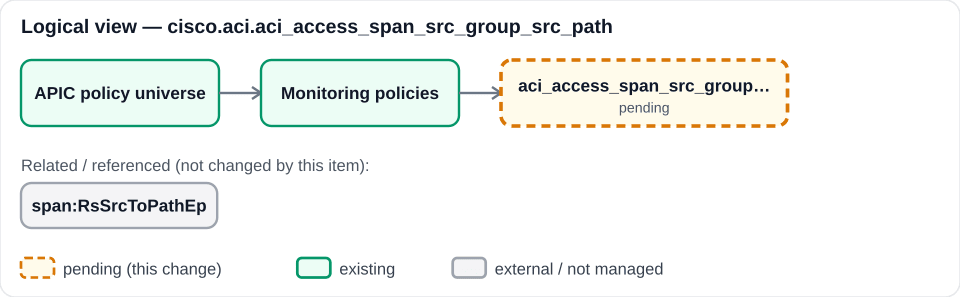 Logical view — cisco.aci.aci_access_span_src_group_src_path
APIC policy universe
Monitoring policies
aci_access_span_src_group...
pending
Related / referenced (not changed by this item):
span:RsSrcToPathEp
pending (this change)
existing
external / not managed